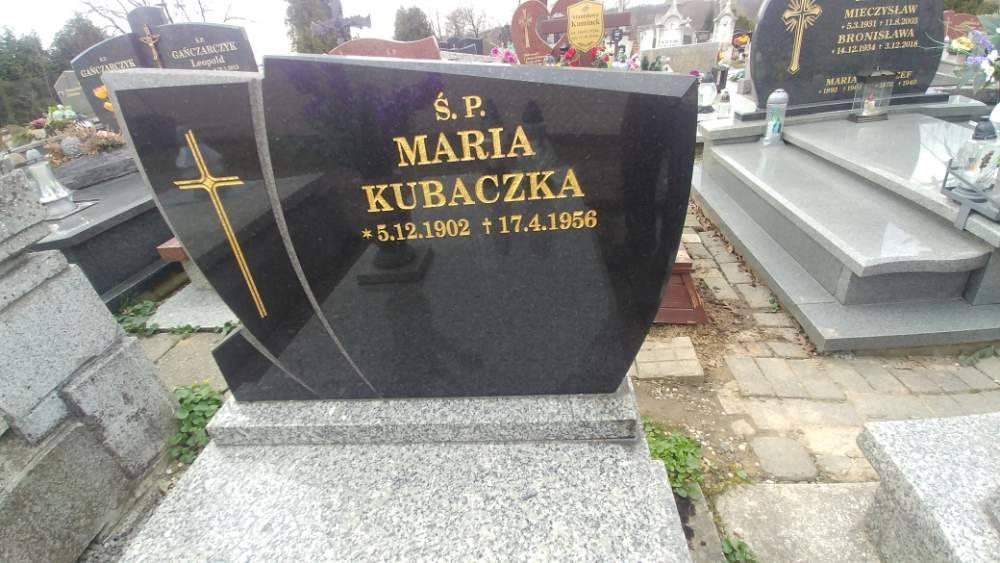 Ś. P.
MARIA
KUBACZKA
*5.12.1902 †17.4.1956
Ś.P.
GAŃCZARCZYK
GAŃCZARCZYK
Leopold
MIECZYSŁAW
*5.3.1931 †11.8.2003
BRONISŁAWA
*14.12.1934 †3.12.2018
MARIA